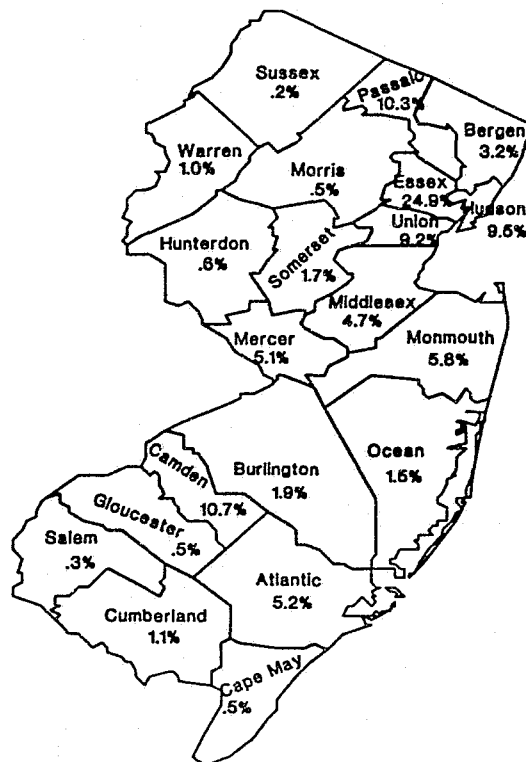 Sussex
.2%
Passaic
10.3%
Bergen
3.2%
Warren
1.0%
Morris
.5%
Essex
24.9%
Hudson
9.5%
Union
9.2%
Hunterdon
.6%
Somerset
1.7%
Middlesex
4.7%
Mercer
5.1%
Monmouth
5.8%
Ocean
1.5%
Burlington
1.9%
Camden
10.7%
Gloucester
.5%
Salem
.3%
Atlantic
5.2%
Cumberland
1.1%
Cape May
.5%